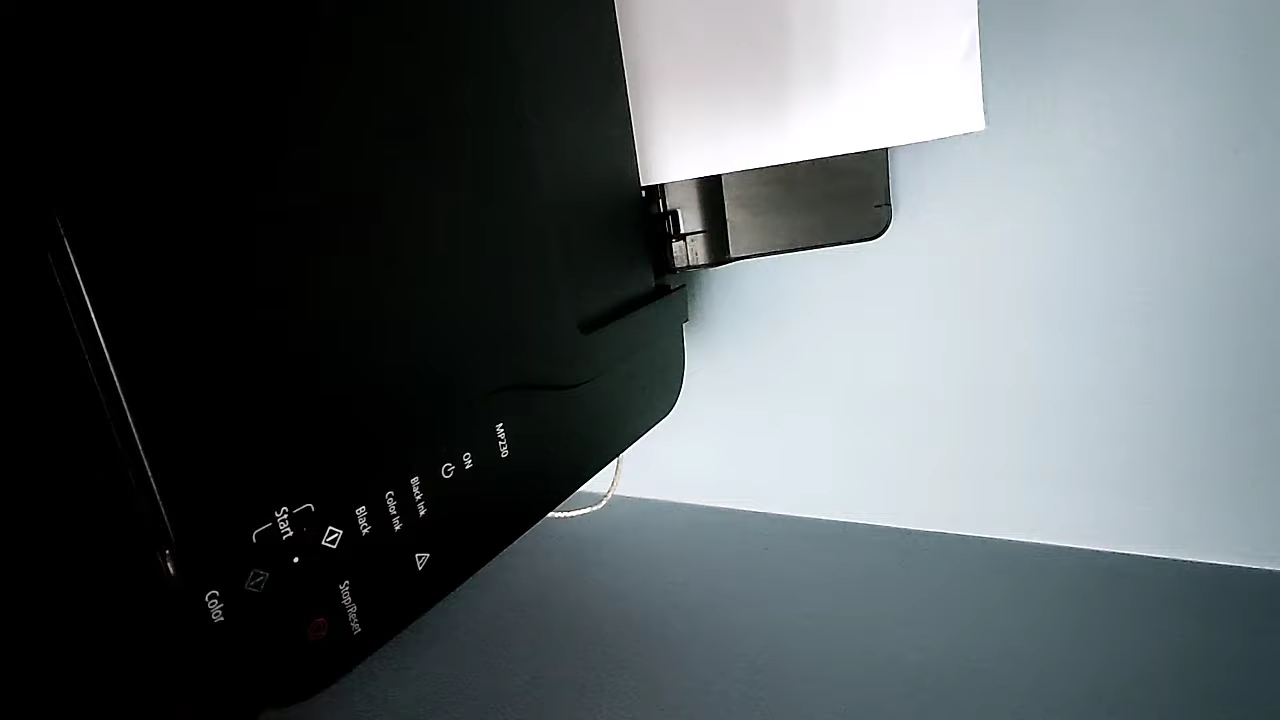 MP230
ON
Black Ink
Color Ink
Black
Start
Stop/Reset
Color